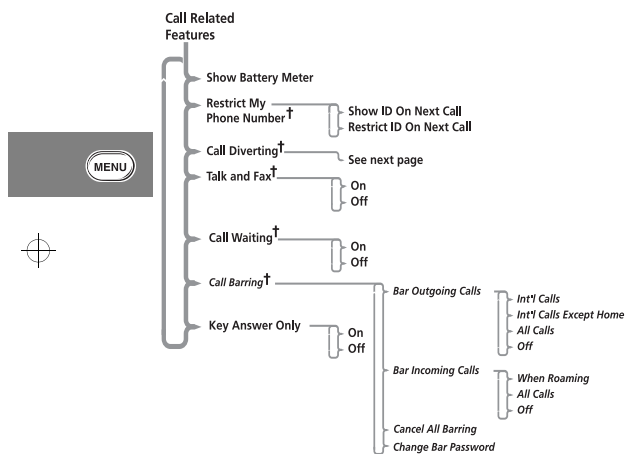 Call Related
Features
Show Battery Meter
Restrict My
Phone Number†
Show ID On Next Call
Restrict ID On Next Call
Call Diverting†
See next page
MENU
Talk and Fax†
On
Off
Call Waiting†
On
Off
Call Barring†
Bar Outgoing Calls
Int'l Calls
Int'l Calls Except Home
All Calls
Off
Key Answer Only
On
Off
Bar Incoming Calls
When Roaming
All Calls
Off
Cancel All Barring
Change Bar Password